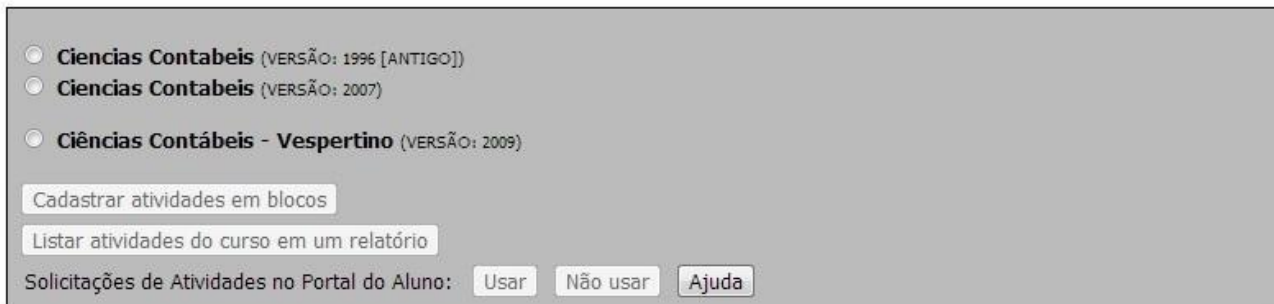 Ciencias Contabeis (VERSÃO: 1996 [ANTIGO])
Ciencias Contabeis (VERSÃO: 2007)
Ciências Contábeis - Vespertino (VERSÃO: 2009)
Cadastrar atividades em blocos
Listar atividades do curso em um relatório
Solicitações de Atividades no Portal do Aluno: Usar Não usar Ajuda